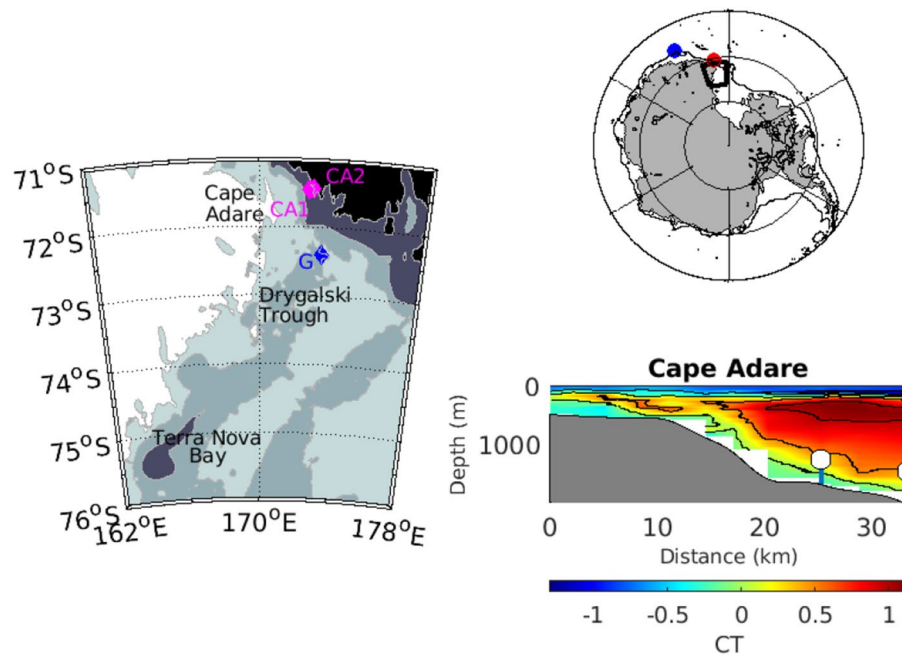 71°S
72°S
73°S
74°S
75°S
76°S
162°E
170°E
178°E
CA2
Cape
Adare
CA1
G
Drygalski
Trough
Terra Nova
Bay
Cape Adare
Depth (m)
0
1000
0
10
20
30
Distance (km)
-1
-0.5
0
0.5
1
CT